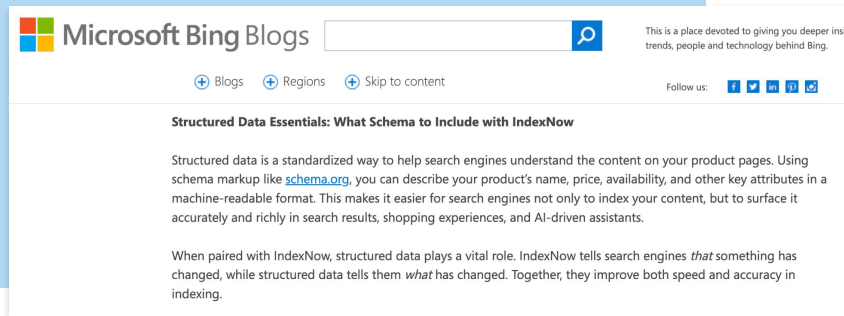 Microsoft Bing Blogs
This is a place devoted to giving you deeper
trends, people and technology behind Bing.
Blogs Regions Skip to content
Follow us:
Structured Data Essentials: What Schema to Include with IndexNow
Structured data is a standardized way to help search engines understand the content on your product pages. Using
schema markup like schema.org, you can describe your product's name, price, availability, and other key attributes in a
machine-readable format. This makes it easier for search engines not only to index your content, but to surface it
accurately and richly in search results, shopping experiences, and AI-driven assistants.
When paired with IndexNow, structured data plays a vital role. IndexNow tells search engines that something has
changed, while structured data tells them what has changed. Together, they improve both speed and accuracy in
indexing.